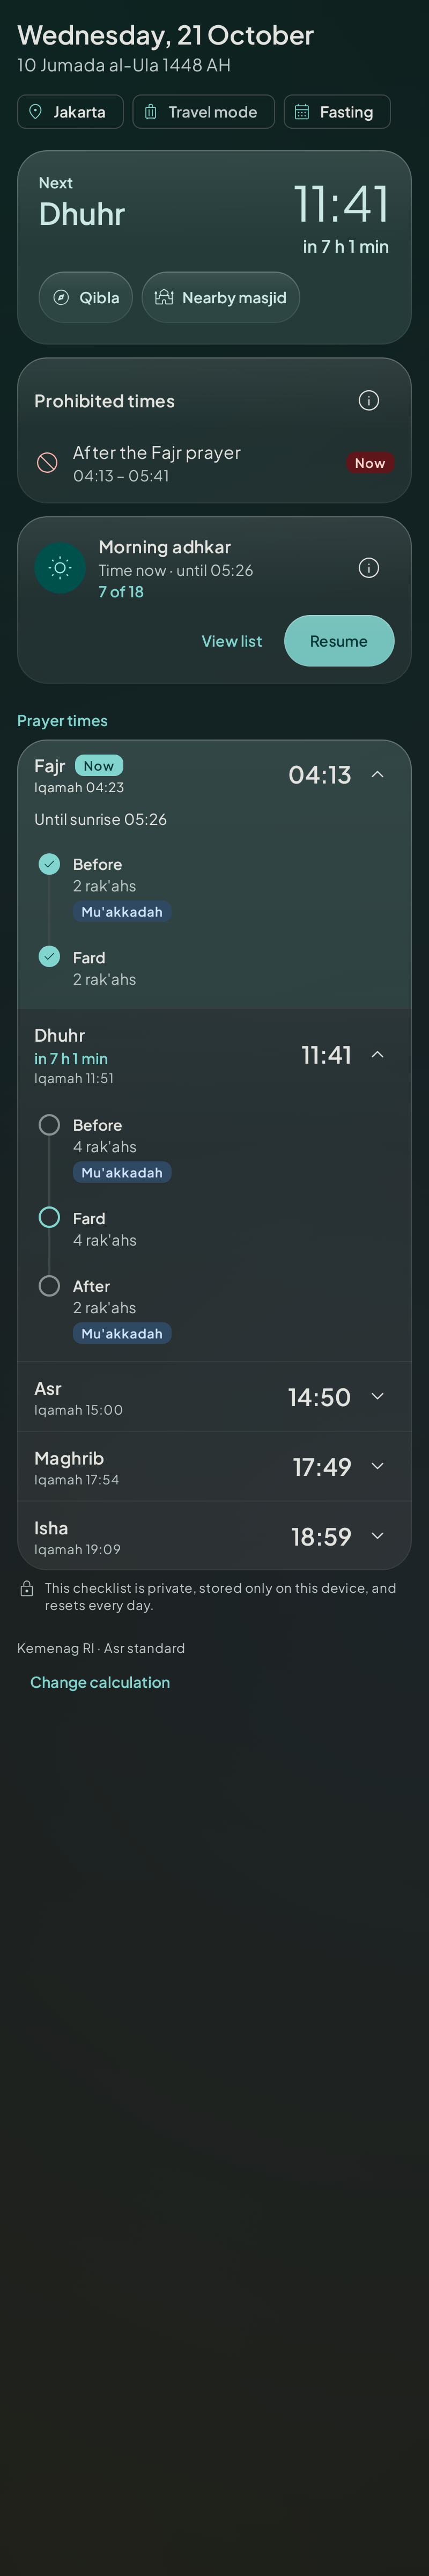 Wednesday, 21 October
10 Jumada al-Ula 1448 AH
Jakarta
Travel mode
Fasting
Next
Dhuhr
11:41
in 7 h 1 min
Qibla
Nearby masjid
Prohibited times
After the Fajr prayer
04:13 – 05:41
Now
Morning adhkar
Time now · until 05:26
7 of 18
View list
Resume
Prayer times
Fajr
Now
Iqamah 04:23
04:13
Until sunrise 05:26
Before
2 rak'ahs
Mu'akkadah
Fard
2 rak'ahs
Dhuhr
in 7 h 1 min
Iqamah 11:51
11:41
Before
4 rak'ahs
Mu'akkadah
Fard
4 rak'ahs
After
2 rak'ahs
Mu'akkadah
Asr
Iqamah 15:00
14:50
Maghrib
Iqamah 17:54
17:49
Isha
Iqamah 19:09
18:59
This checklist is private, stored only on this device, and
resets every day.
Kemenag RI · Asr standard
Change calculation